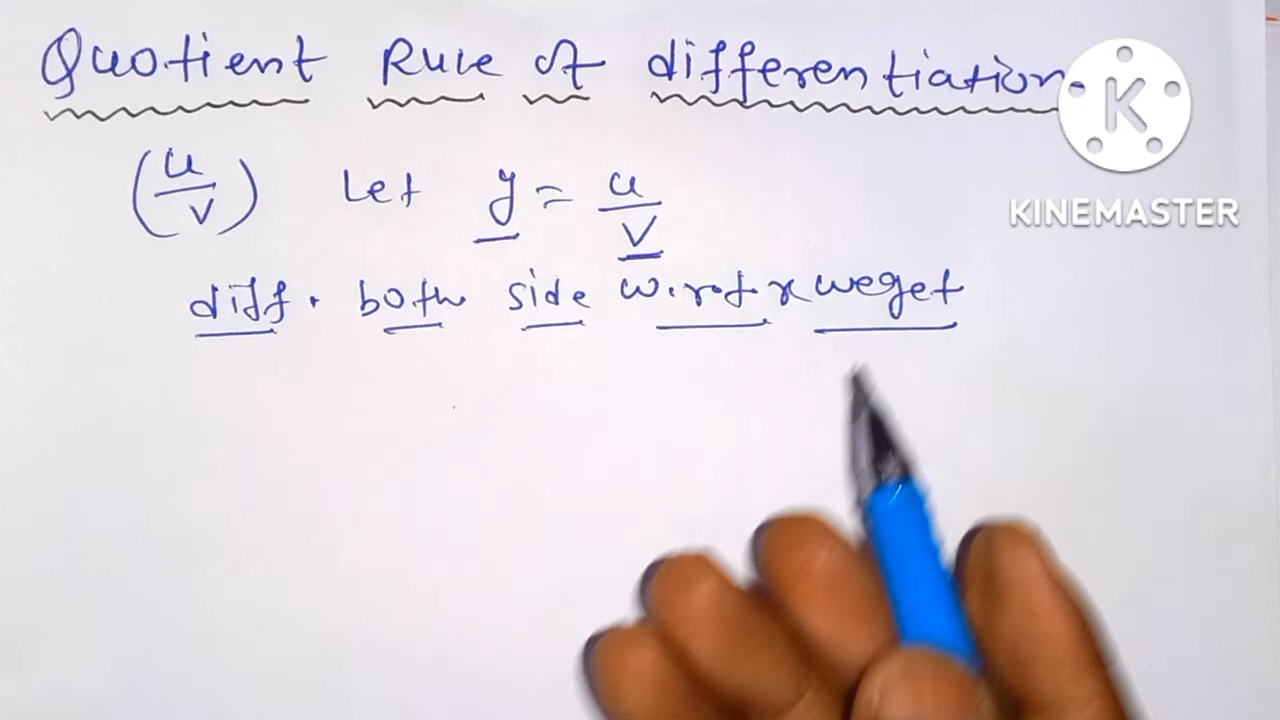 Quotient Rule of differentiation
(u/v) Let y = u/v
diff. both side w.r.t x weget
K
KINEMASTER